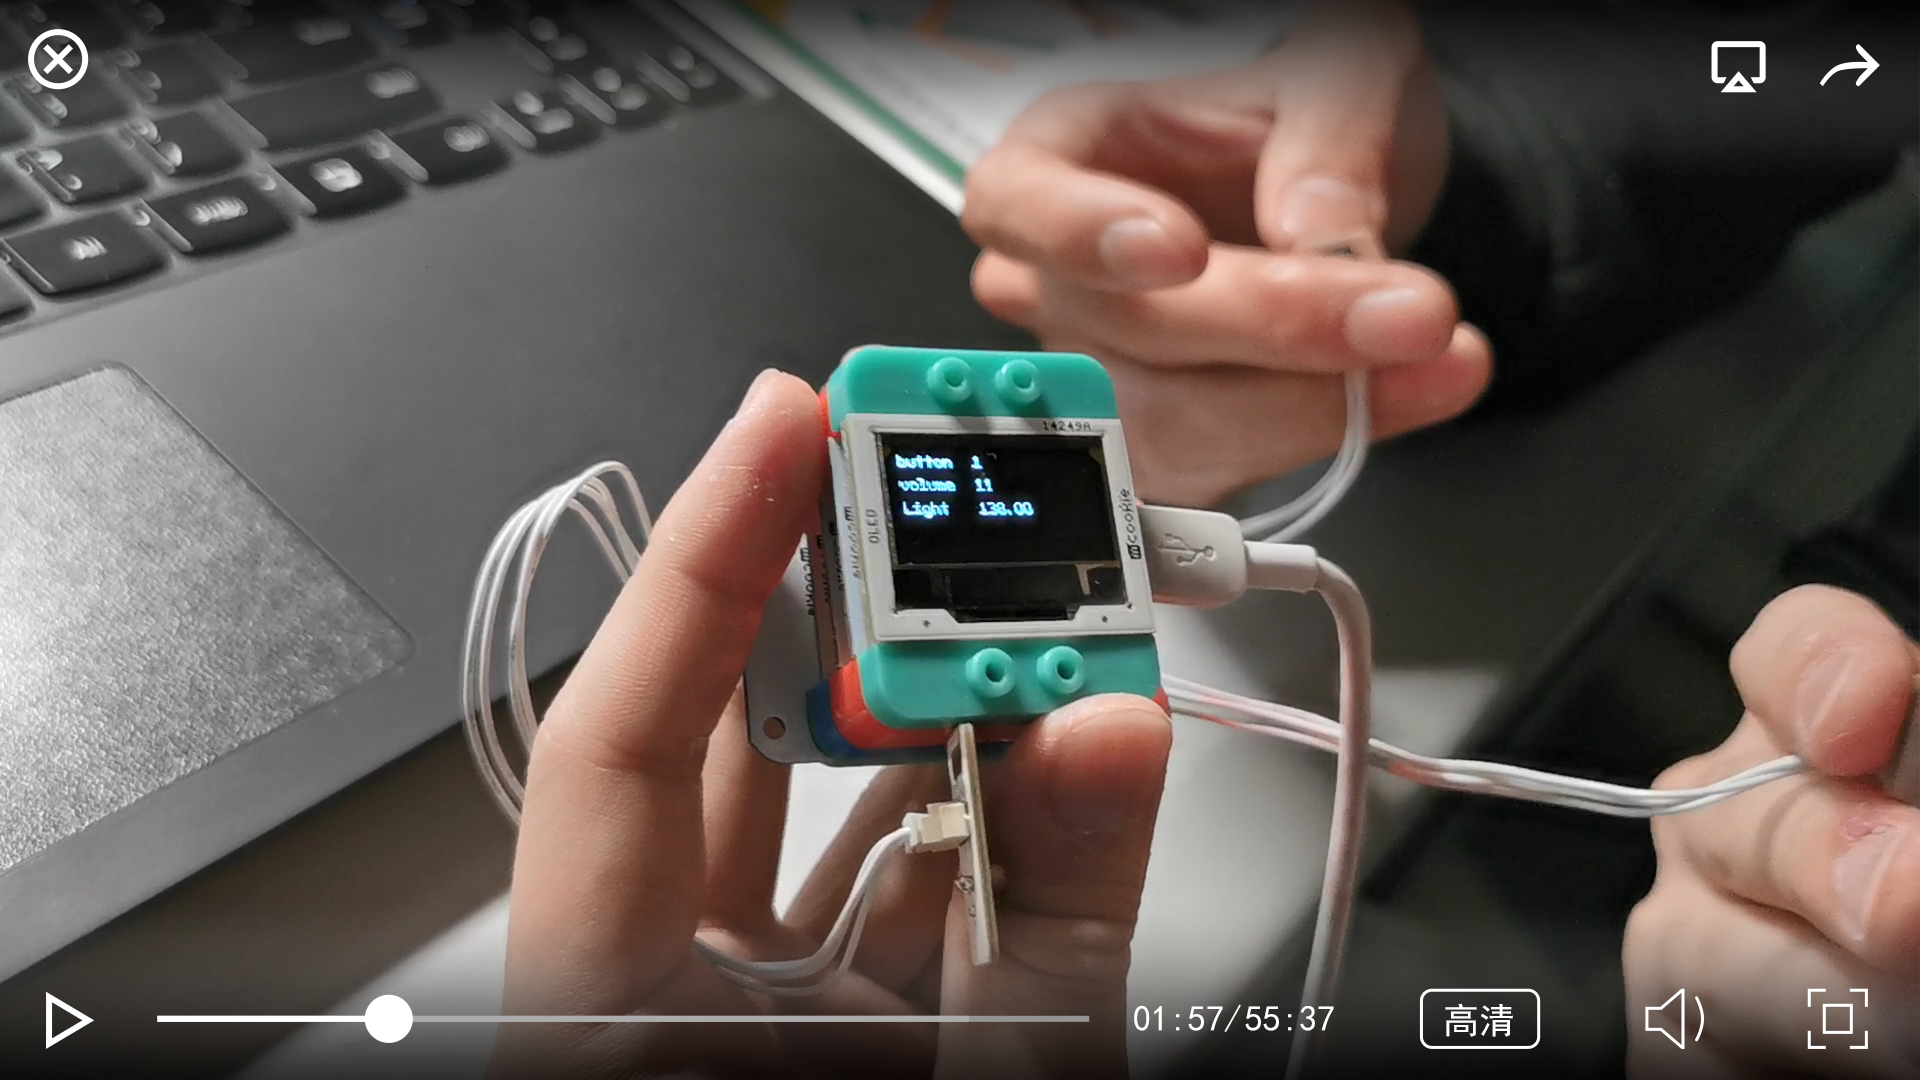 14249A
button 1
volume 11
Light 138.00
OLED
mcookie
01:57/55:37
高清